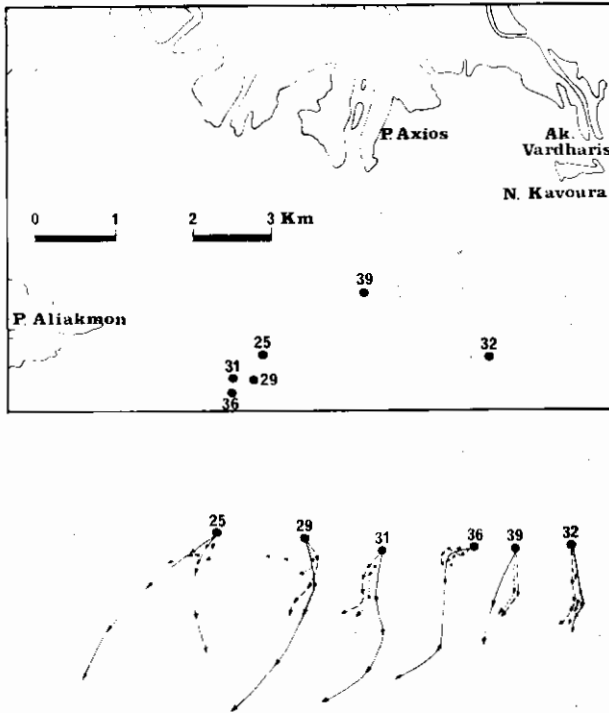 P. Axios
Ak.
Vardharis
N. Kavoura
0 1 2 3 Km
39
P. Aliakmon
25
32
31
29
36
25 29 31 36 39 32